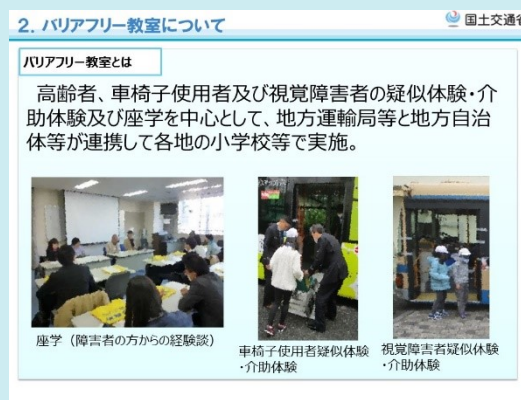 2. バリアフリー教室について
国土交通省
バリアフリー教室とは
高齢者、車椅子使用者及び視覚障害者の疑似体験・介
助体験及び座学を中心として、地方運輸局等と地方自治
体等が連携して各地の小学校等で実施。
座学（障害者の方からの経験談）
車椅子使用者疑似体験
・介助体験
視覚障害者疑似体験
・介助体験